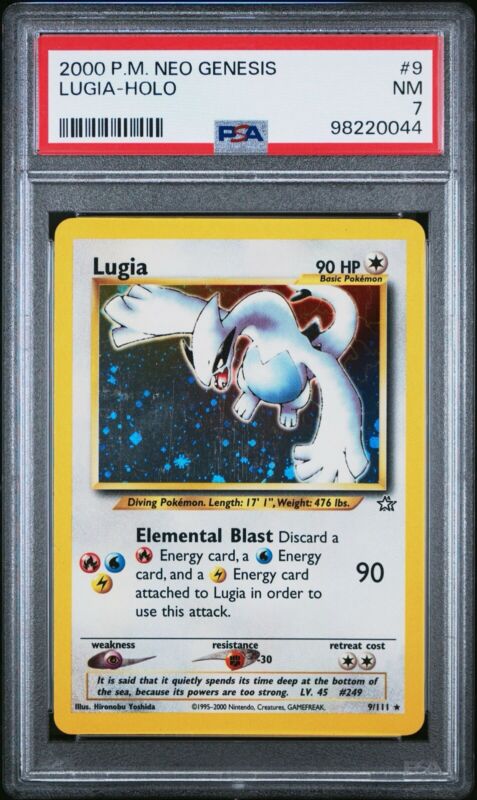 2000 P.M. NEO GENESIS #9
LUGIA-HOLO NM
7
PSA 98220044
Lugia 90 HP
Basic Pokémon
Diving Pokémon. Length: 17' 1", Weight: 476 lbs.
Elemental Blast Discard a
Energy card, a Energy
card, and a Energy card 90
attached to Lugia in order to
use this attack.
weakness resistance retreat cost
-30
It is said that it quietly spends its time deep at the bottom of
the sea, because its powers are too strong. LV. 45 #249
Illus. Hironobu Yoshida ©1995-2000 Nintendo, Creatures, GAMEFREAK. 9/111 ★
PSA